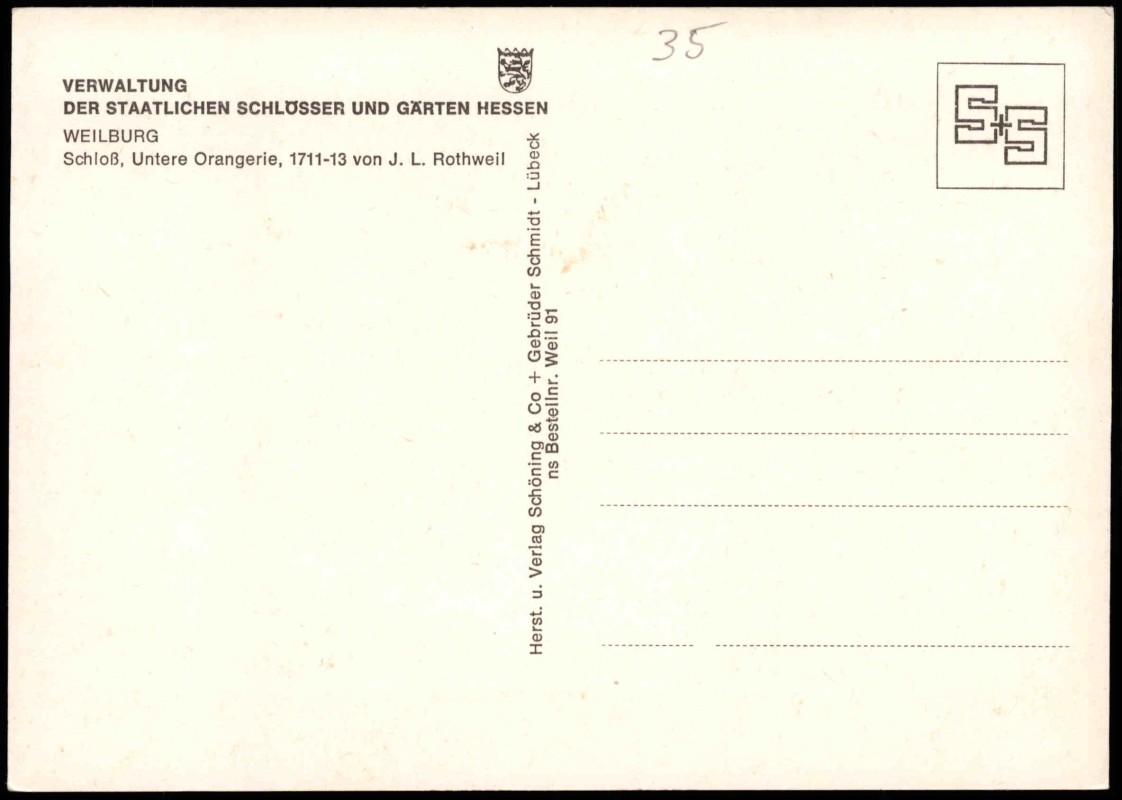 VERWALTUNG
DER STAATLICHEN SCHLÖSSER UND GÄRTEN HESSEN
WEILBURG
Schloß, Untere Orangerie, 1711-13 von J. L. Rothweil
Herst. u. Verlag Schöning & Co + Gebrüder Schmidt - Lübeck
ns Bestellnr. Weil 91
35
S+S